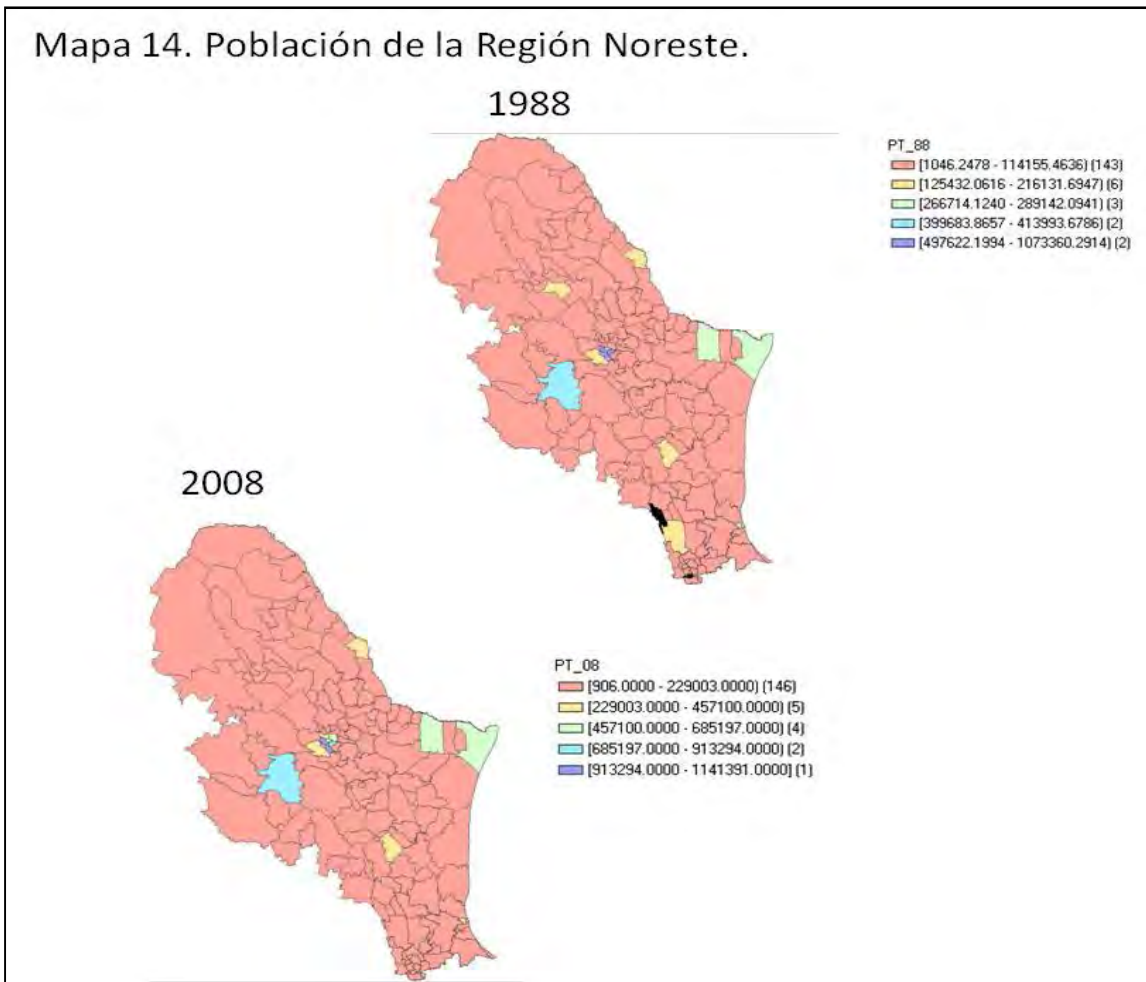 Mapa 14. Población de la Región Noreste.
1988
PT_88
[1046.2478 - 114155.4636) (143)
[125432.0616 - 216131.6947) (6)
[266714.1240 - 289142.0941) (3)
[399683.8657 - 413993.6786) (2)
[497622.1994 - 1073360.2914) (2)
2008
PT_08
[906.0000 - 229003.0000) (146)
[229003.0000 - 457100.0000) (5)
[457100.0000 - 685197.0000) (4)
[685197.0000 - 913294.0000) (2)
[913294.0000 - 1141391.0000] (1)